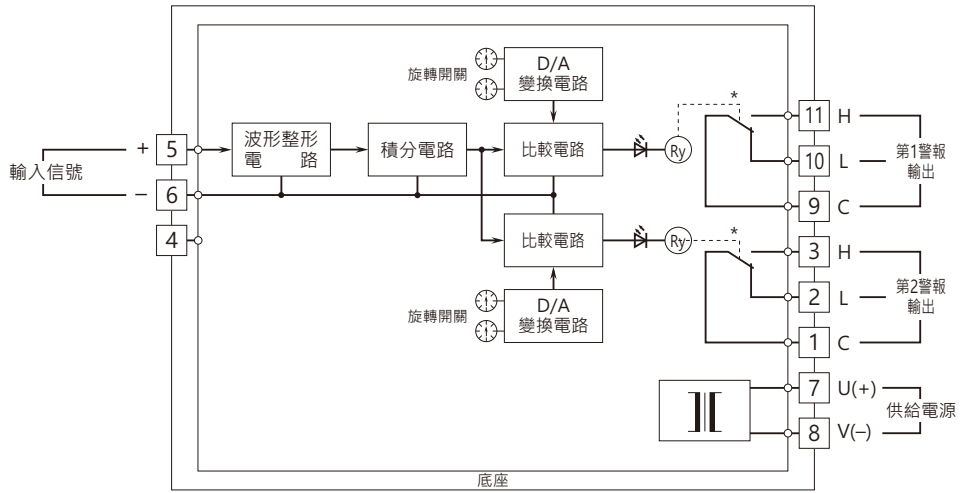 輸入信號
+ 5
− 6
4
波形整形
電 路
積分電路
旋轉開關
D/A
變換電路
比較電路
Ry
*
比較電路
Ry
*
旋轉開關
D/A
變換電路
11 H
10 L
9 C
第1警報
輸出
3 H
2 L
1 C
第2警報
輸出
7 U(+)
8 V(−)
供給電源
底座